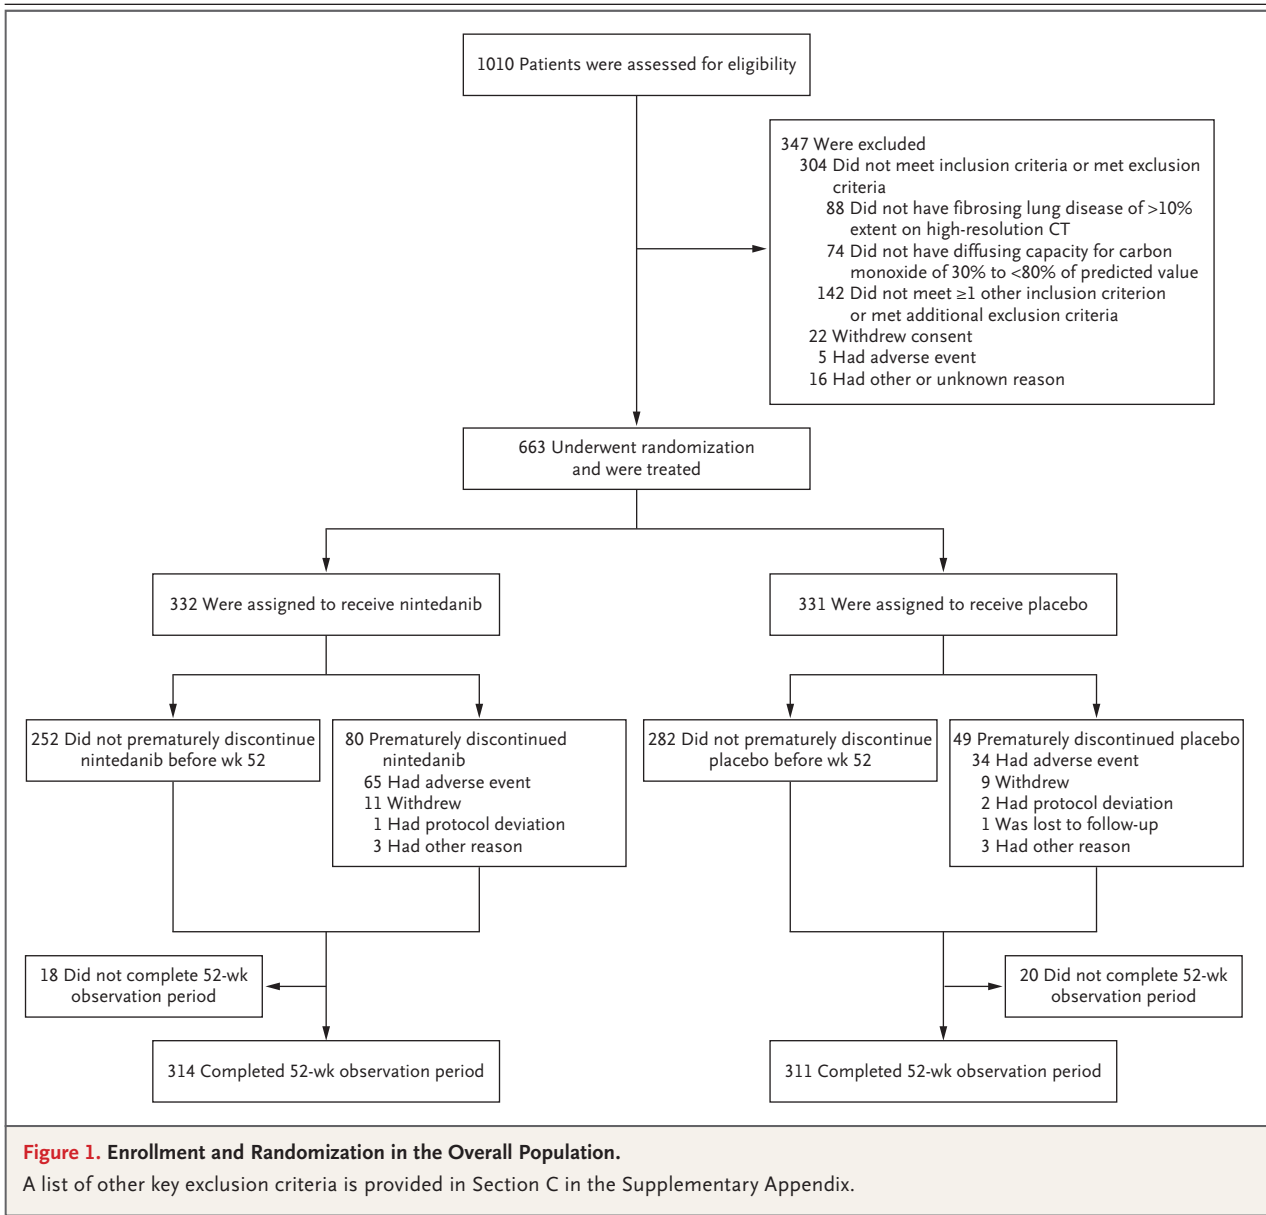 1010 Patients were assessed for eligibility
347 Were excluded
304 Did not meet inclusion criteria or met exclusion
criteria
88 Did not have fibrosing lung disease of >10%
extent on high-resolution CT
74 Did not have diffusing capacity for carbon
monoxide of 30% to <80% of predicted value
142 Did not meet ≥1 other inclusion criterion
or met additional exclusion criteria
22 Withdrew consent
5 Had adverse event
16 Had other or unknown reason
663 Underwent randomization
and were treated
332 Were assigned to receive nintedanib
331 Were assigned to receive placebo
252 Did not prematurely discontinue
nintedanib before wk 52
80 Prematurely discontinued
nintedanib
65 Had adverse event
11 Withdrew
1 Had protocol deviation
3 Had other reason
282 Did not prematurely discontinue
placebo before wk 52
49 Prematurely discontinued placebo
34 Had adverse event
9 Withdrew
2 Had protocol deviation
1 Was lost to follow-up
3 Had other reason
18 Did not complete 52-wk
observation period
20 Did not complete 52-wk
observation period
314 Completed 52-wk observation period
311 Completed 52-wk observation period
Figure 1. Enrollment and Randomization in the Overall Population.
A list of other key exclusion criteria is provided in Section C in the Supplementary Appendix.